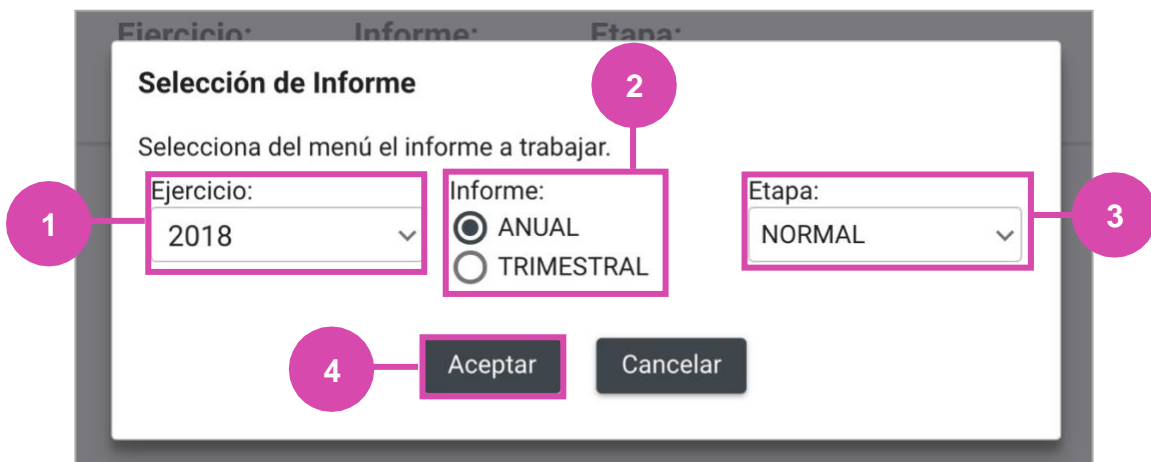 Ejercicio: Informe: Etapa:
Selección de Informe
2
Selecciona del menú el informe a trabajar.
Ejercicio: Informe: Etapa:
1
2018
ANUAL
NORMAL
3
TRIMESTRAL
4
Aceptar Cancelar